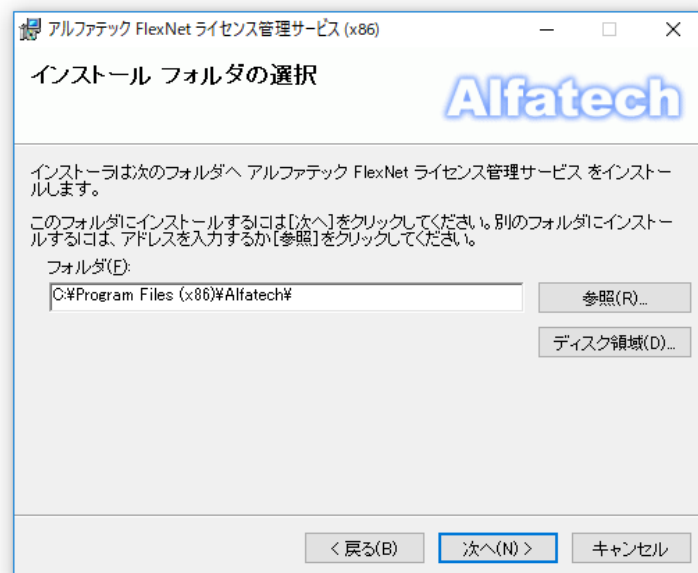 アルファテック FlexNet ライセンス管理サービス (x86)
インストール フォルダの選択
Alfatech
インストーラは次のフォルダへ アルファテック FlexNet ライセンス管理サービス をインストー
ルします。
このフォルダにインストールするには[次へ]をクリックしてください。別のフォルダにインストー
ルするには、アドレスを入力するか[参照]をクリックしてください。
フォルダ(F):
C:¥Program Files (x86)¥Alfatech¥
参照(R)...
ディスク領域(D)...
< 戻る(B)
次へ(N) >
キャンセル